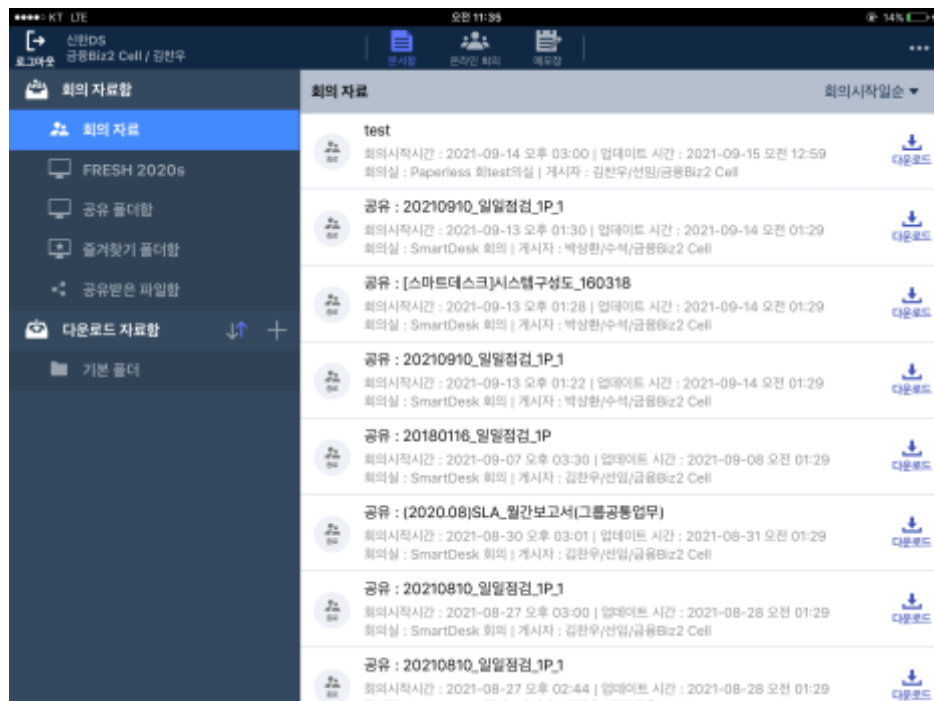 KT LTE
오전 11:35
14%
로그아웃
신한DS
금융Biz2 Cell / 김찬우
문서함
온라인 회의
메모장
회의 자료함
회의 자료
FRESH 2020s
공유 폴더함
즐겨찾기 폴더함
공유받은 파일함
다운로드 자료함
기본 폴더
회의 자료
회의시작일순
test
회의시작시간 : 2021-09-14 오후 03:00 | 업데이트 시간 : 2021-09-15 오전 12:59
회의실 : Paperless 회test의실 | 게시자 : 김찬우/선임/금융Biz2 Cell
다운로드
공유 : 20210910_일일점검_1P_1
회의시작시간 : 2021-09-13 오후 01:30 | 업데이트 시간 : 2021-09-14 오전 01:29
회의실 : SmartDesk 회의 | 게시자 : 박상환/수석/금융Biz2 Cell
다운로드
공유 : [스마트데스크]시스템구성도_160318
회의시작시간 : 2021-09-13 오후 01:28 | 업데이트 시간 : 2021-09-14 오전 01:29
회의실 : SmartDesk 회의 | 게시자 : 박상환/수석/금융Biz2 Cell
다운로드
공유 : 20210910_일일점검_1P_1
회의시작시간 : 2021-09-13 오후 01:22 | 업데이트 시간 : 2021-09-14 오전 01:29
회의실 : SmartDesk 회의 | 게시자 : 박상환/수석/금융Biz2 Cell
다운로드
공유 : 20180116_일일점검_1P
회의시작시간 : 2021-09-07 오후 03:30 | 업데이트 시간 : 2021-09-08 오전 01:29
회의실 : SmartDesk 회의 | 게시자 : 김찬우/선임/금융Biz2 Cell
다운로드
공유 : (2020.08)SLA_월간보고서(그룹공통업무)
회의시작시간 : 2021-08-30 오후 03:01 | 업데이트 시간 : 2021-08-31 오전 01:29
회의실 : SmartDesk 회의 | 게시자 : 김찬우/선임/금융Biz2 Cell
다운로드
공유 : 20210810_일일점검_1P_1
회의시작시간 : 2021-08-27 오후 03:00 | 업데이트 시간 : 2021-08-28 오전 01:29
회의실 : SmartDesk 회의 | 게시자 : 김찬우/선임/금융Biz2 Cell
다운로드
공유 : 20210810_일일점검_1P_1
회의시작시간 : 2021-08-27 오후 02:44 | 업데이트 시간 : 2021-08-28 오전 01:29
다운로드